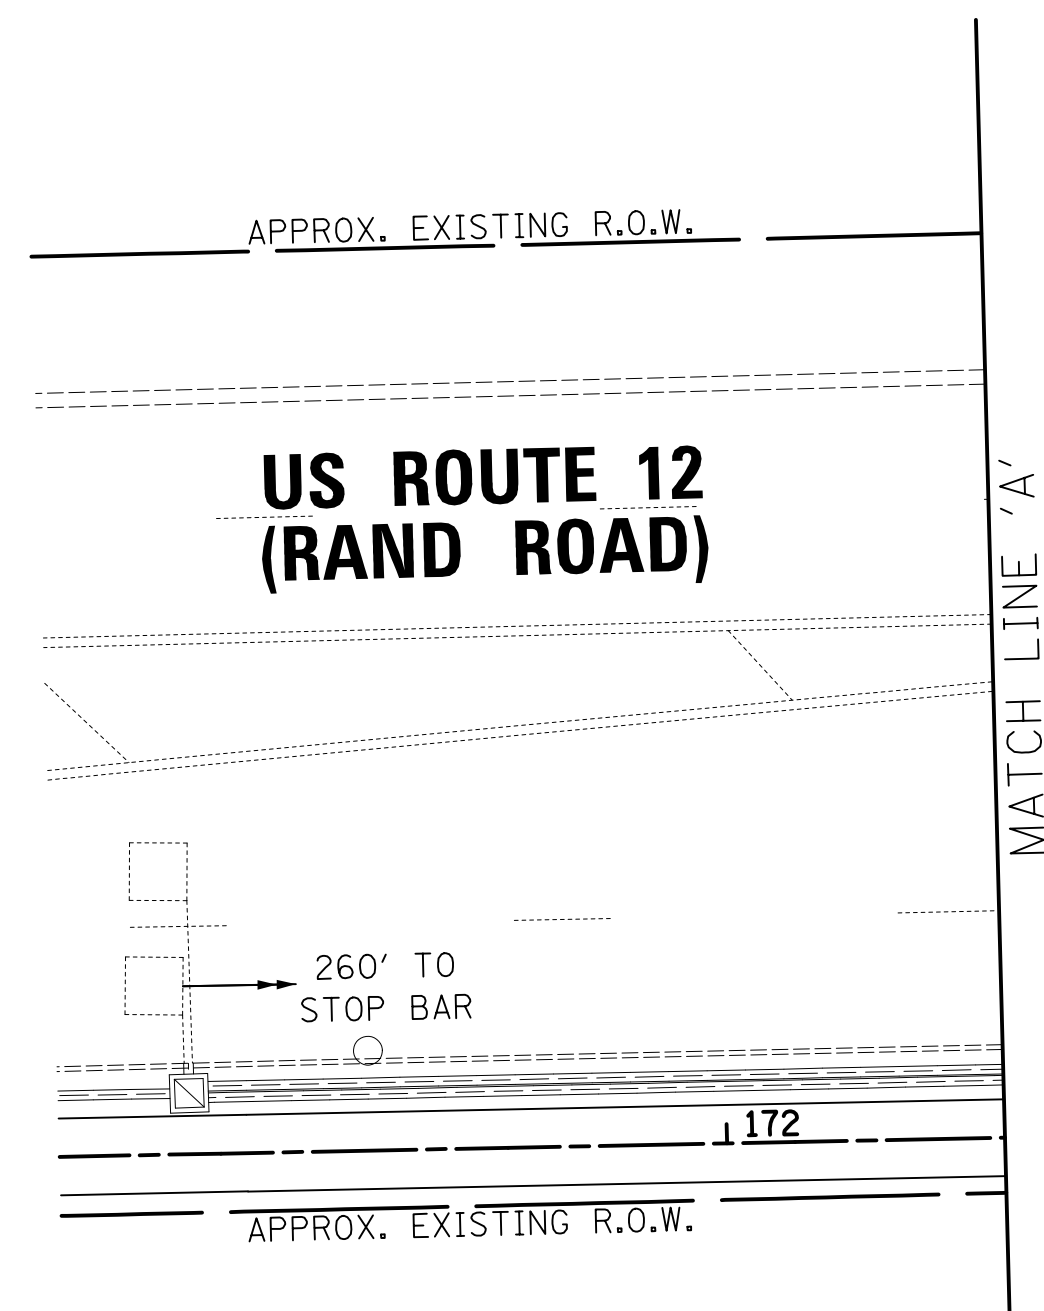 APPROX. EXISTING R.O.W.
US ROUTE 12
(RAND ROAD)
MATCH LINE 'A'
260' TO
STOP BAR
172
APPROX. EXISTING R.O.W.